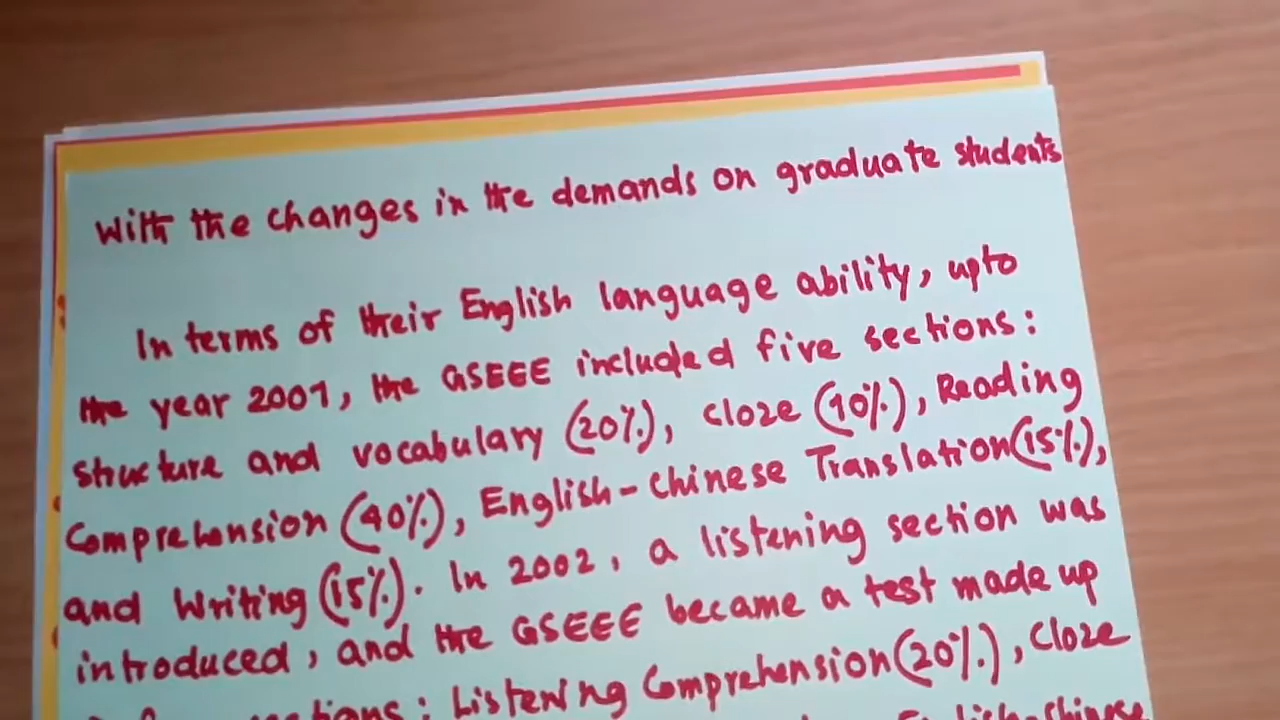 With the changes in the demands on graduate students
In terms of their English language ability, upto
the year 2001, the GSEEE included five sections:
structure and vocabulary (20%), Cloze (10%), Reading
Comprehension (40%), English-Chinese Translation (15%),
and Writing (15%). In 2002, a listening section was
introduced, and the GSEEE became a test made up
sections: Listening Comprehension (20%), Cloze
English-Chinese